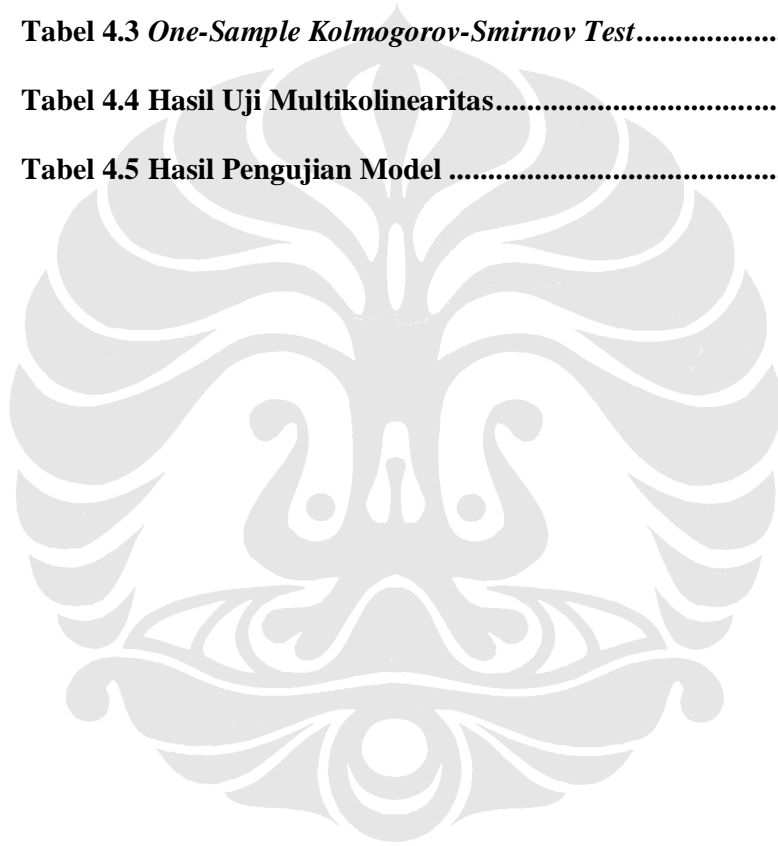 Tabel 4.3 One-Sample Kolmogorov-Smirnov Test...................
Tabel 4.4 Hasil Uji Multikolinearitas.....................................
Tabel 4.5 Hasil Pengujian Model ...........................................